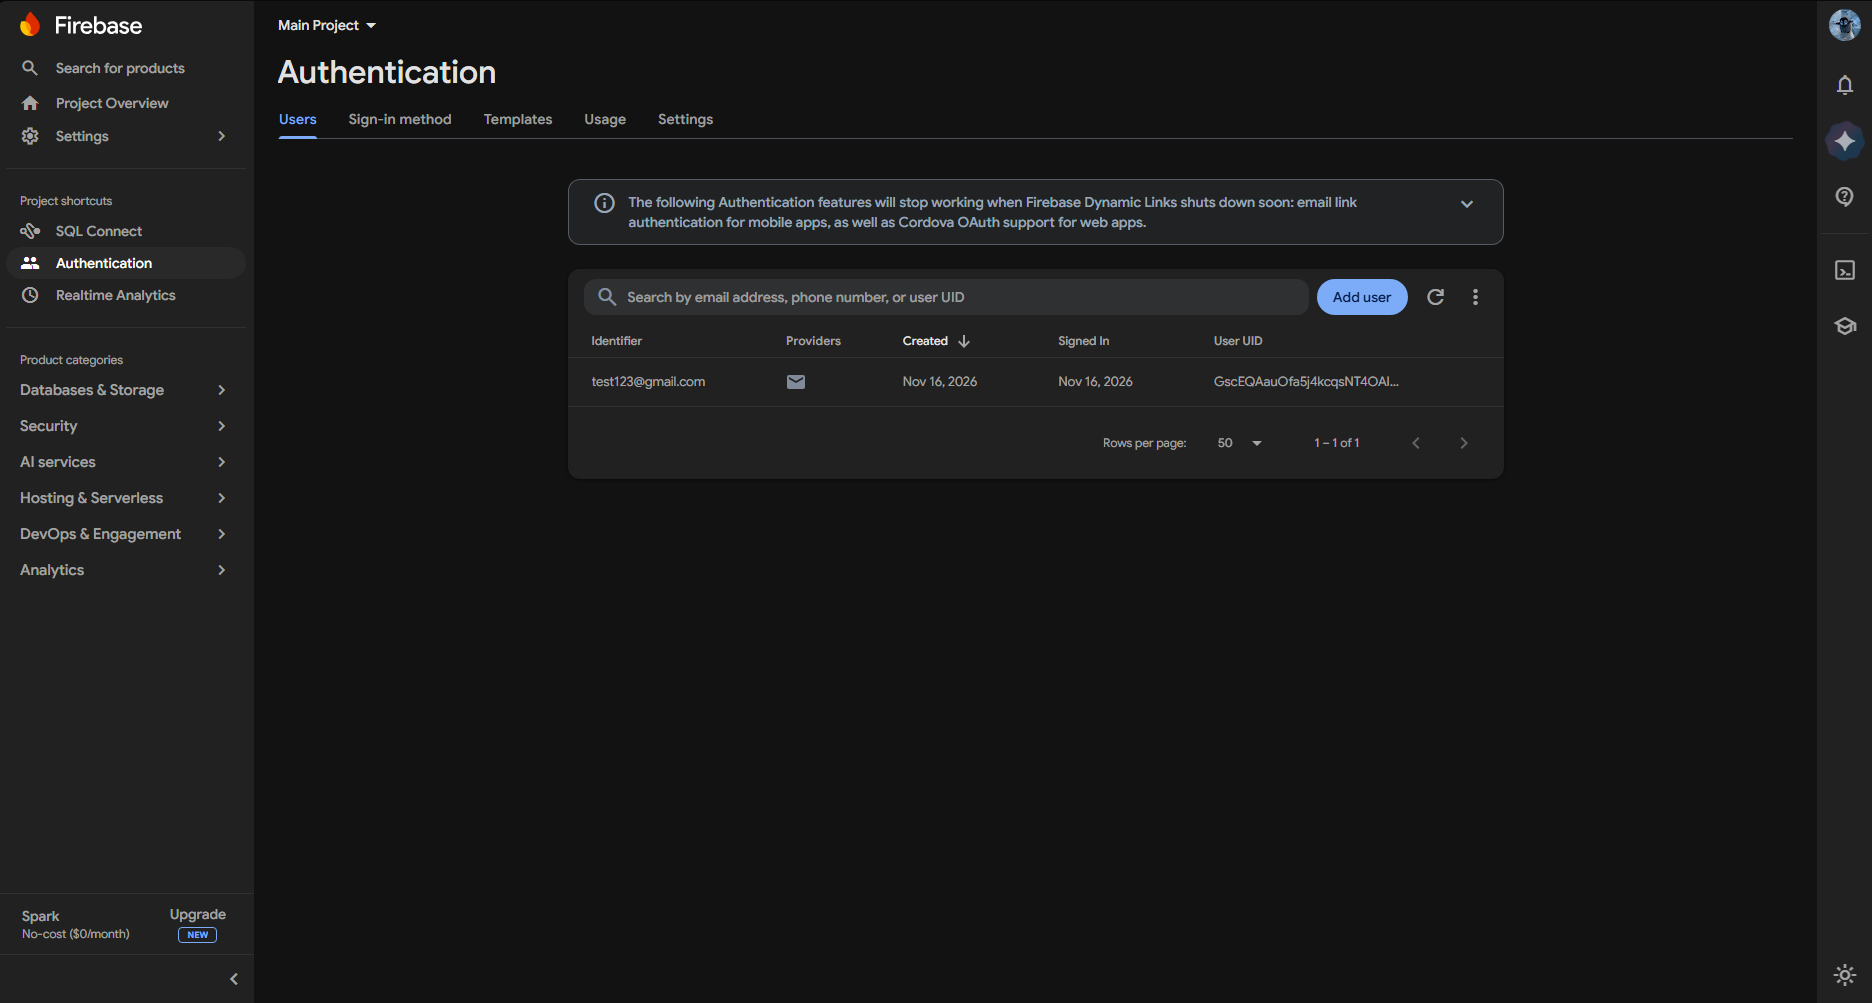 Firebase
Search for products
Project Overview
Settings
Project shortcuts
SQL Connect
Authentication
Realtime Analytics
Product categories
Databases & Storage
Security
AI services
Hosting & Serverless
DevOps & Engagement
Analytics
Spark
No-cost ($0/month)
Upgrade
NEW
Main Project
Authentication
Users Sign-in method Templates Usage Settings
The following Authentication features will stop working when Firebase Dynamic Links shuts down soon: email link
authentication for mobile apps, as well as Cordova OAuth support for web apps.
Search by email address, phone number, or user UID Add user
Identifier Providers Created Signed In User UID
test123@gmail.com Nov 16, 2026 Nov 16, 2026 GscEQAauOfa5j4kcqsNT4OAI...
Rows per page: 50 1 – 1 of 1